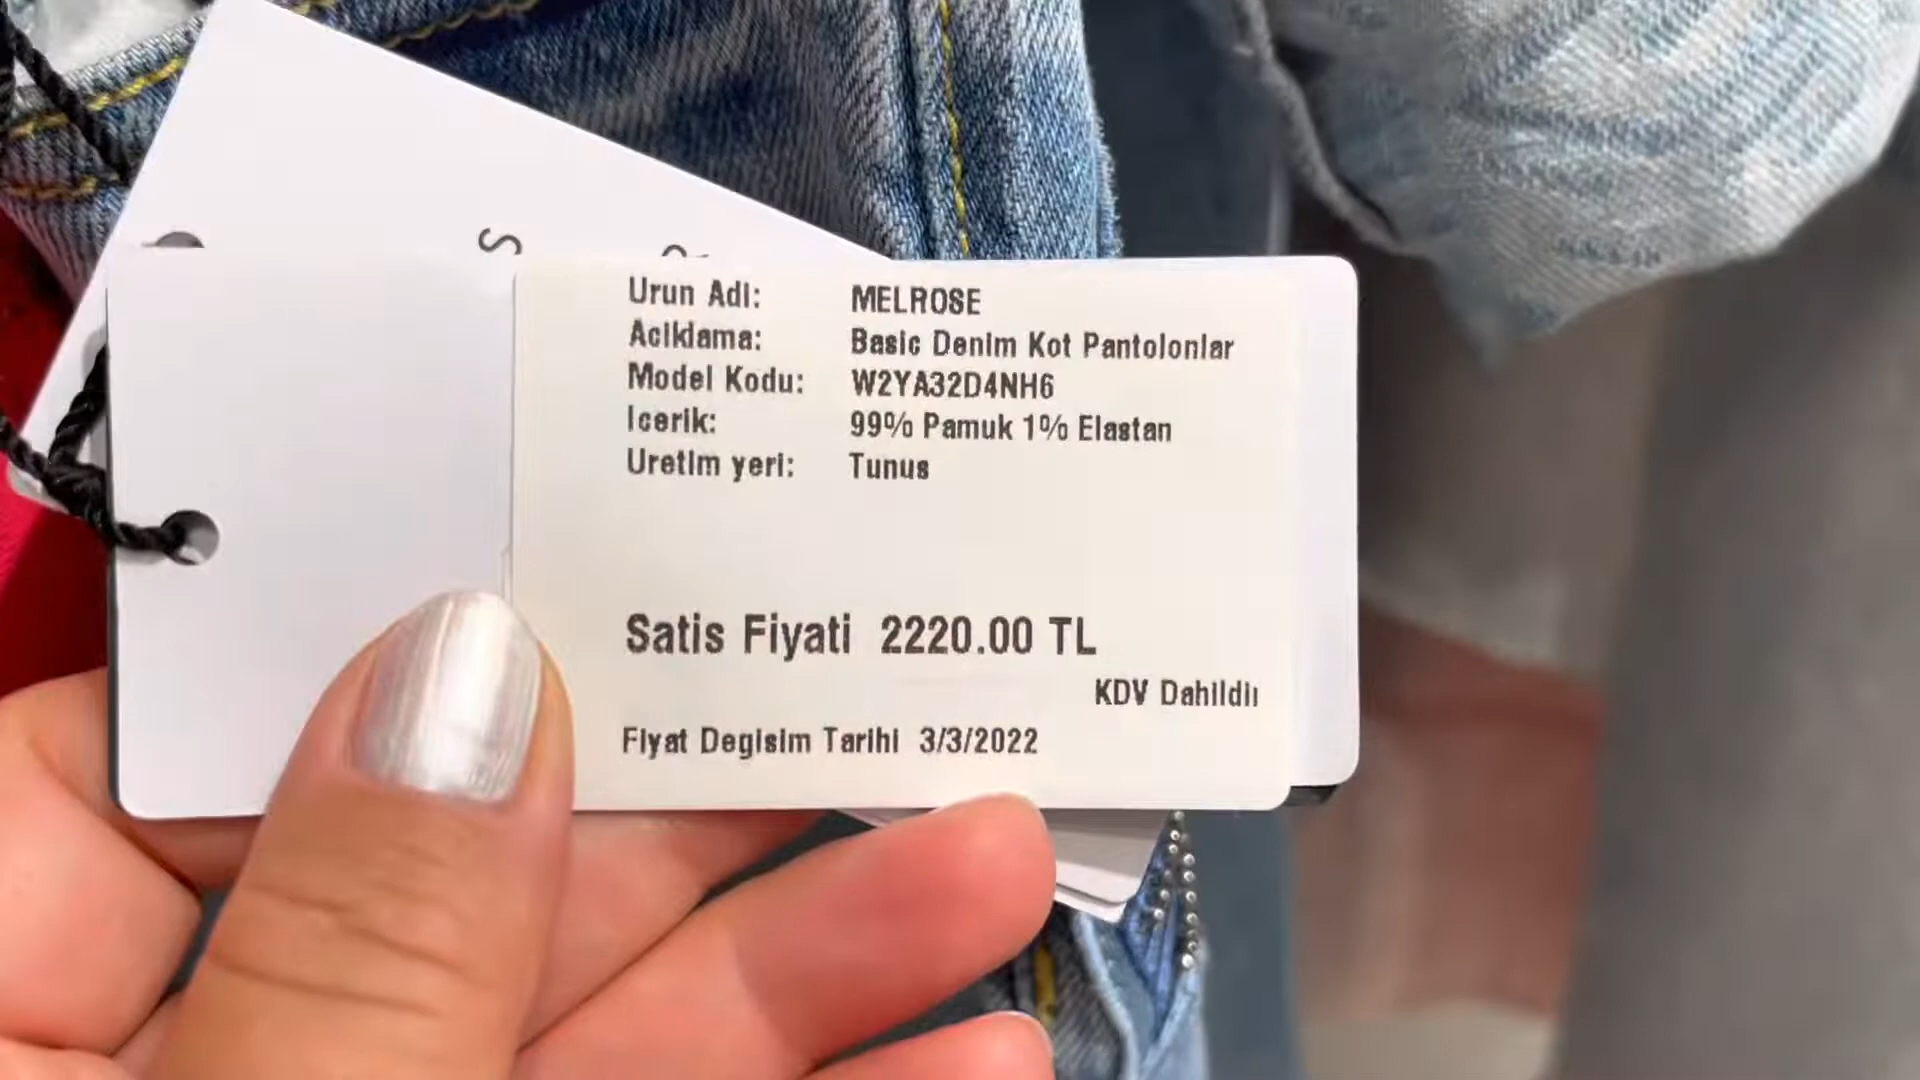 Urun Adi: MELROSE
Aciklama: Basic Denim Kot Pantolonlar
Model Kodu: W2YA32D4NH6
Icerik: 99% Pamuk 1% Elastan
Uretim yeri: Tunus
Satis Fiyati 2220.00 TL
KDV Dahildir
Fiyat Degisim Tarihi 3/3/2022